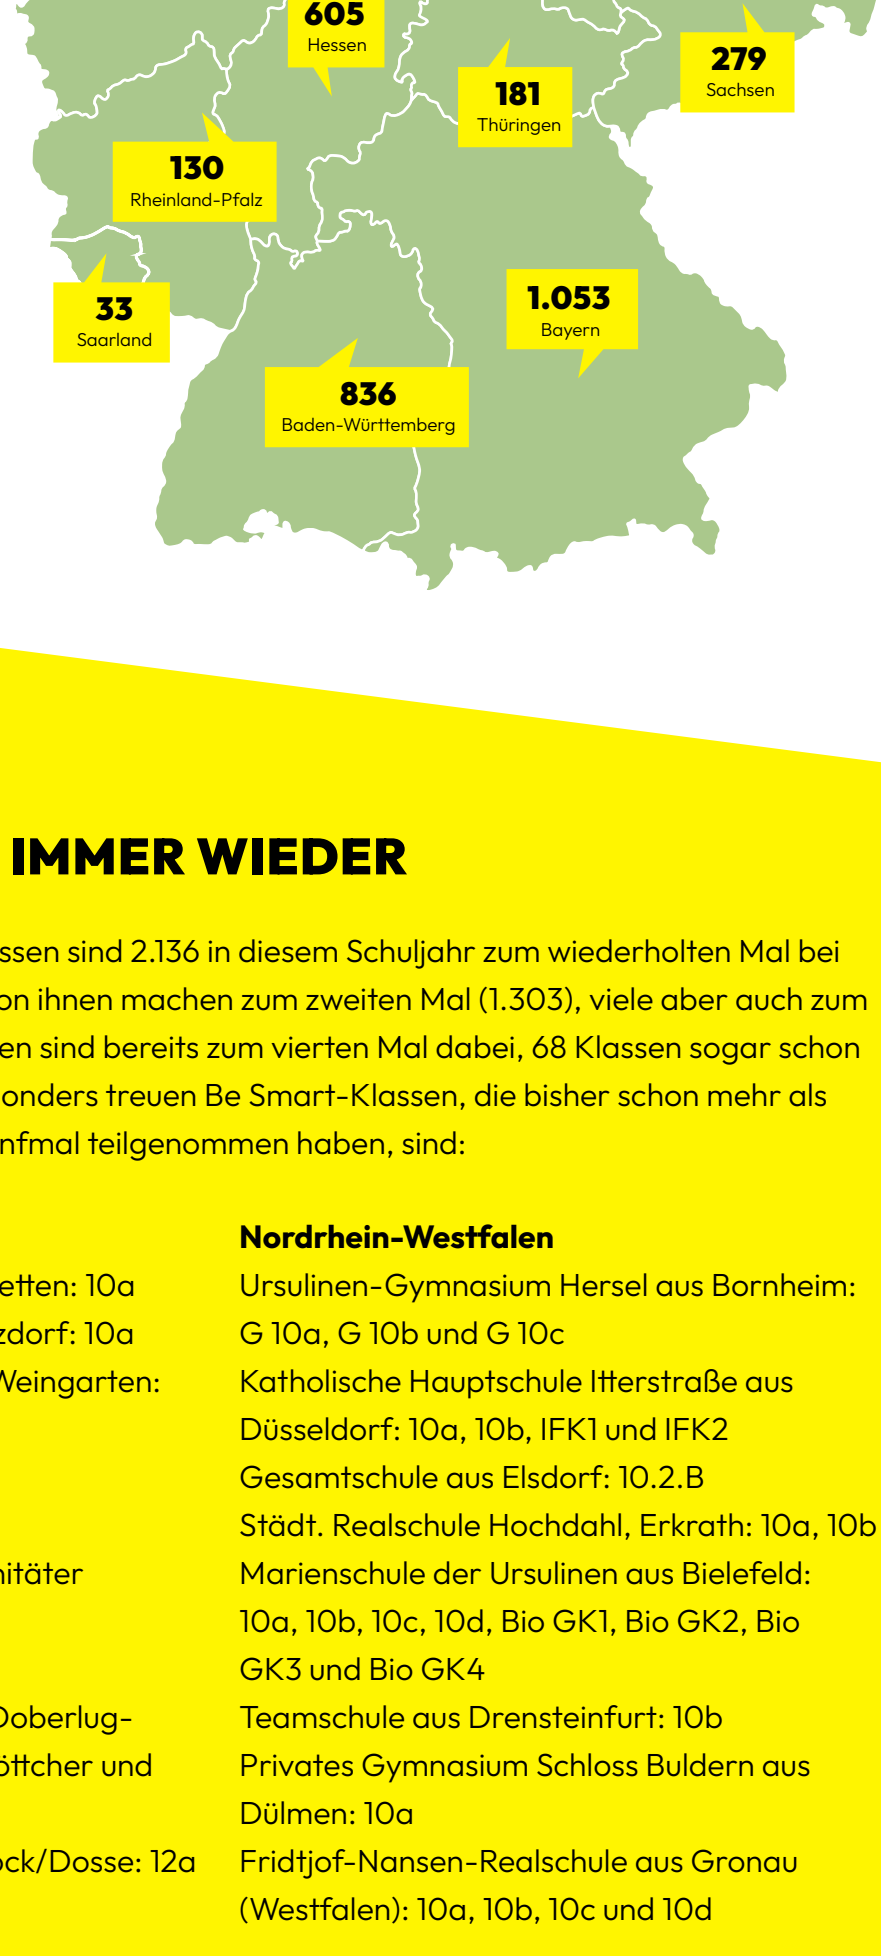 605
Hessen
279
Sachsen
181
Thüringen
130
Rheinland-Pfalz
1.053
Bayern
33
Saarland
836
Baden-Württemberg
IMMER WIEDER
ssen sind 2.136 in diesem Schuljahr zum wiederholten Mal bei
on ihnen machen zum zweiten Mal (1.303), viele aber auch zum
en sind bereits zum vierten Mal dabei, 68 Klassen sogar schon
onders treuen Be Smart-Klassen, die bisher schon mehr als
nfmal teilgenommen haben, sind:
etten: 10a
zdorf: 10a
Weingarten:
nitäter
Doberlug-
öttcher und
ock/Dosse: 12a
Nordrhein-Westfalen
Ursulinen-Gymnasium Hersel aus Bornheim:
G 10a, G 10b und G 10c
Katholische Hauptschule Itterstraße aus
Düsseldorf: 10a, 10b, IFK1 und IFK2
Gesamtschule aus Elsdorf: 10.2.B
Städt. Realschule Hochdahl, Erkrath: 10a, 10b
Marienschule der Ursulinen aus Bielefeld:
10a, 10b, 10c, 10d, Bio GK1, Bio GK2, Bio
GK3 und Bio GK4
Teamschule aus Drensteinfurt: 10b
Privates Gymnasium Schloss Buldern aus
Dülmen: 10a
Fridtjof-Nansen-Realschule aus Gronau
(Westfalen): 10a, 10b, 10c und 10d